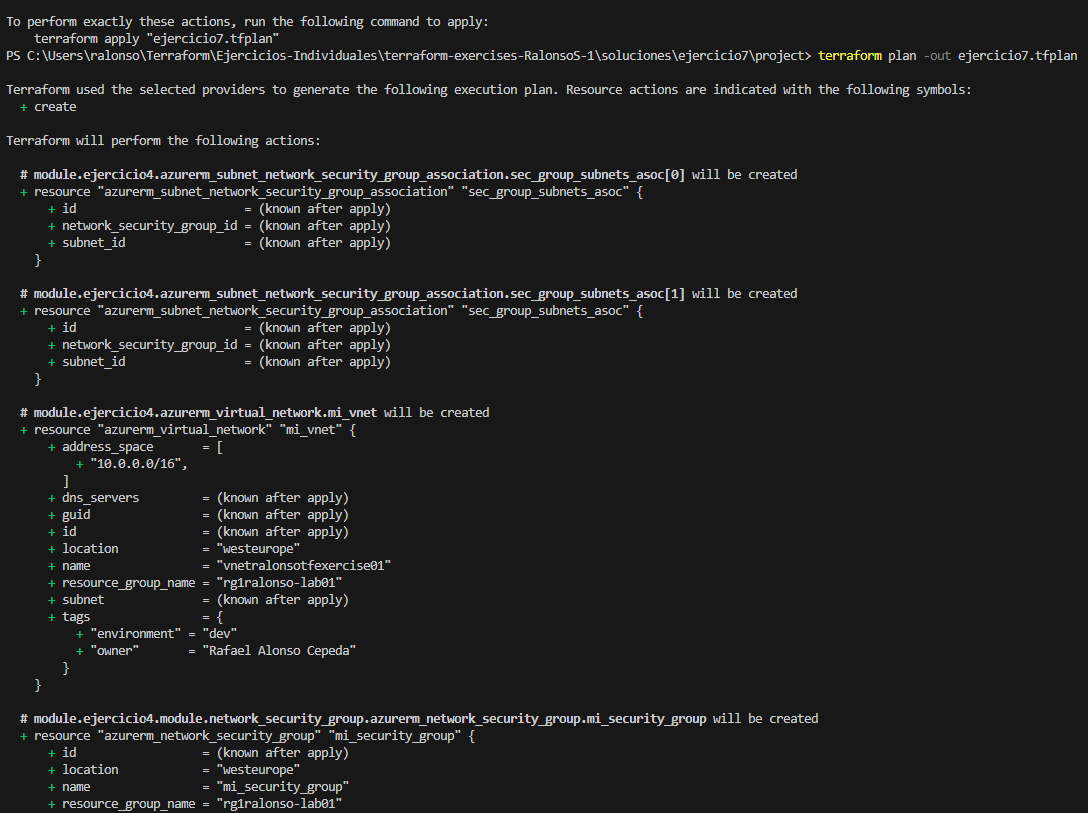 To perform exactly these actions, run the following command to apply:
    terraform apply "ejercicio7.tfplan"
PS C:\Users\ralonso\Terraform\Ejercicios-Individuales\terraform-exercises-RalonsoS-1\soluciones\ejercicio7\project> terraform plan -out ejercicio7.tfplan

Terraform used the selected providers to generate the following execution plan. Resource actions are indicated with the following symbols:
  + create

Terraform will perform the following actions:

  # module.ejercicio4.azurerm_subnet_network_security_group_association.sec_group_subnets_asoc[0] will be created
  + resource "azurerm_subnet_network_security_group_association" "sec_group_subnets_asoc" {
      + id                        = (known after apply)
      + network_security_group_id = (known after apply)
      + subnet_id                 = (known after apply)
    }

  # module.ejercicio4.azurerm_subnet_network_security_group_association.sec_group_subnets_asoc[1] will be created
  + resource "azurerm_subnet_network_security_group_association" "sec_group_subnets_asoc" {
      + id                        = (known after apply)
      + network_security_group_id = (known after apply)
      + subnet_id                 = (known after apply)
    }

  # module.ejercicio4.azurerm_virtual_network.mi_vnet will be created
  + resource "azurerm_virtual_network" "mi_vnet" {
      + address_space       = [
          + "10.0.0.0/16",
        ]
      + dns_servers         = (known after apply)
      + guid                = (known after apply)
      + id                  = (known after apply)
      + location            = "westeurope"
      + name                = "vnetralonsotfexercise01"
      + resource_group_name = "rg1ralonso-lab01"
      + subnet              = (known after apply)
      + tags                = {
          + "environment" = "dev"
          + "owner"       = "Rafael Alonso Cepeda"
        }
    }

  # module.ejercicio4.module.network_security_group.azurerm_network_security_group.mi_security_group will be created
  + resource "azurerm_network_security_group" "mi_security_group" {
      + id                  = (known after apply)
      + location            = "westeurope"
      + name                = "mi_security_group"
      + resource_group_name = "rg1ralonso-lab01"